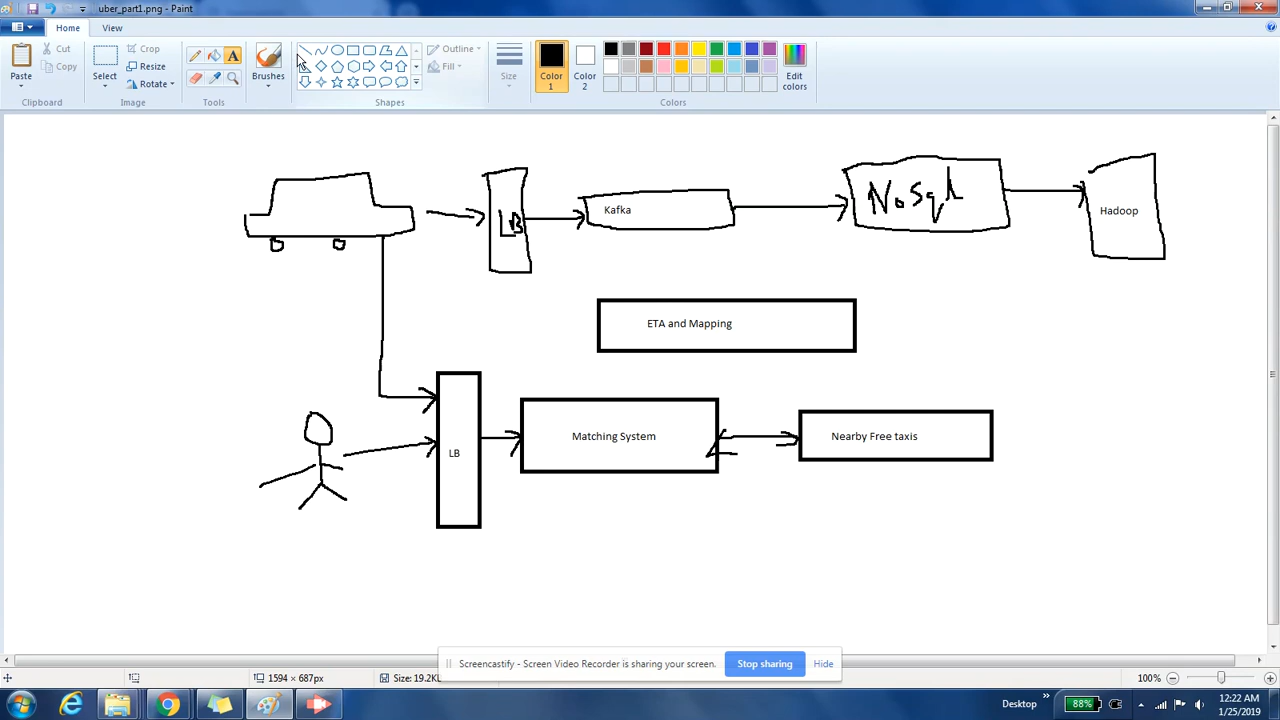 uber_part1.png - Paint
Home
View
Paste
Cut
Copy
Clipboard
Select
Crop
Resize
Rotate
Image
A
Tools
Brushes
Outline
Fill
Shapes
Size
Color
1
Color
2
Edit
colors
Colors
LB
Kafka
NoSql
Hadoop
ETA and Mapping
LB
Matching System
Nearby Free taxis
Screencastify - Screen Video Recorder is sharing your screen.
Stop sharing
Hide
1594 × 687px
Size: 19.2KB
100%
Desktop
88%
12:22 AM
1/25/2019